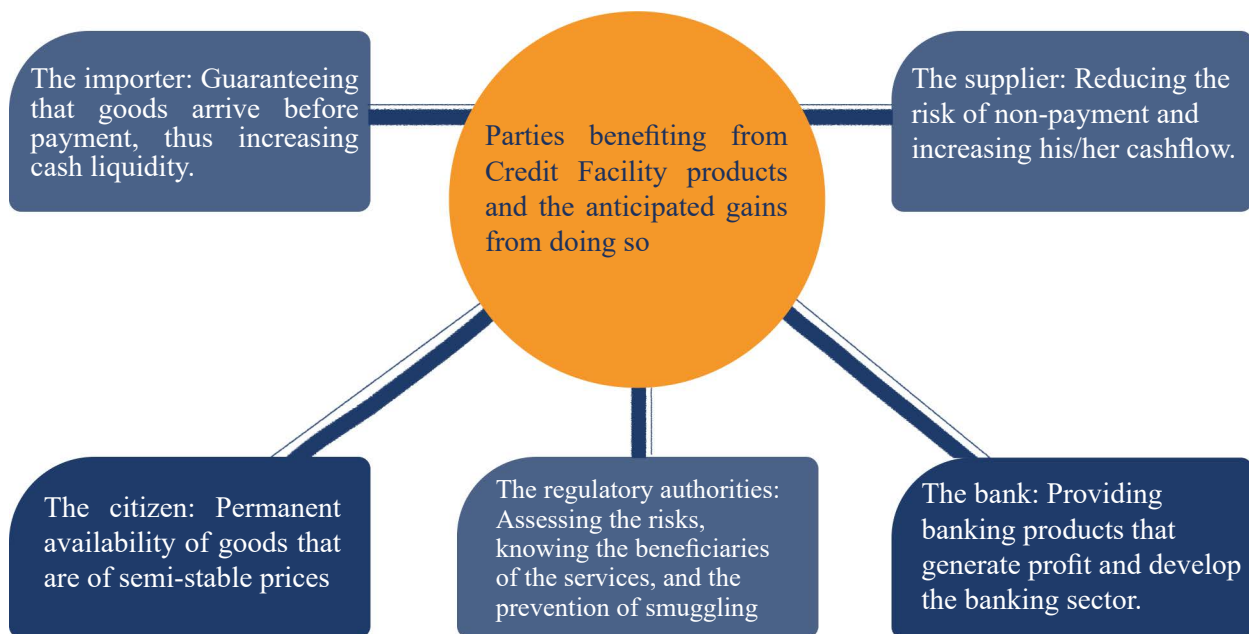 The importer: Guaranteeing
that goods arrive before
payment, thus increasing
cash liquidity.
Parties benefiting from
Credit Facility products
and the anticipated gains
from doing so
The supplier: Reducing the
risk of non-payment and
increasing his/her cashflow.
The citizen: Permanent
availability of goods that
are of semi-stable prices
The regulatory authorities:
Assessing the risks,
knowing the beneficiaries
of the services, and the
prevention of smuggling
The bank: Providing
banking products that
generate profit and develop
the banking sector.